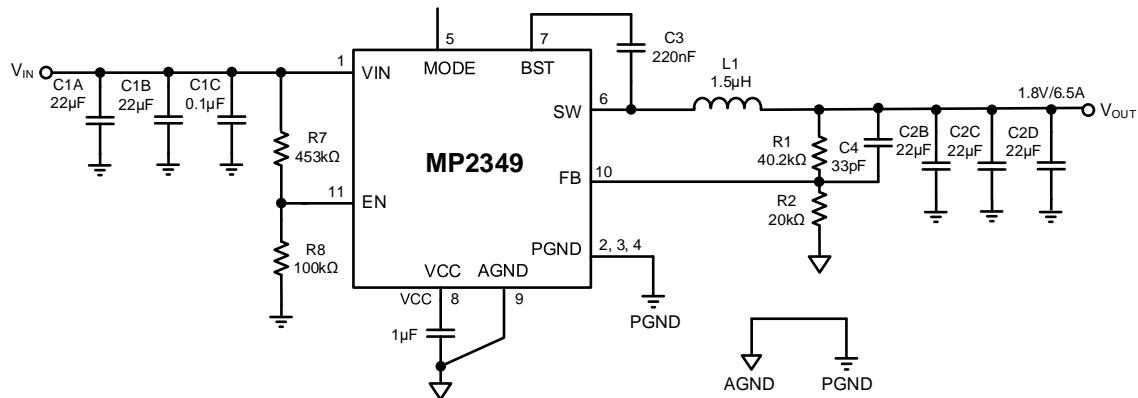 V_IN
C1A
22µF
C1B
22µF
C1C
0.1µF
R7
453kΩ
R8
100kΩ
1
VIN
5
MODE
7
BST
C3
220nF
L1
1.5µH
6
SW
MP2349
11
EN
10
FB
PGND
2, 3, 4
PGND
VCC
AGND
VCC
8
9
1µF
R1
40.2kΩ
C4
33pF
R2
20kΩ
C2B
22µF
C2C
22µF
C2D
22µF
1.8V/6.5A
V_OUT
AGND
PGND